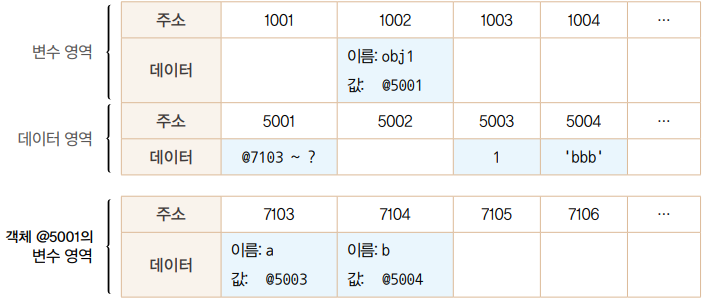 주소 1001 1002 1003 1004 …
변수 영역
데이터
이름: obj1
값: @5001
주소 5001 5002 5003 5004 …
데이터 영역
데이터 @7103 ~ ? 1 'bbb'
주소 7103 7104 7105 7106 …
객체 @5001의
변수 영역
데이터
이름: a 이름: b
값: @5003 값: @5004